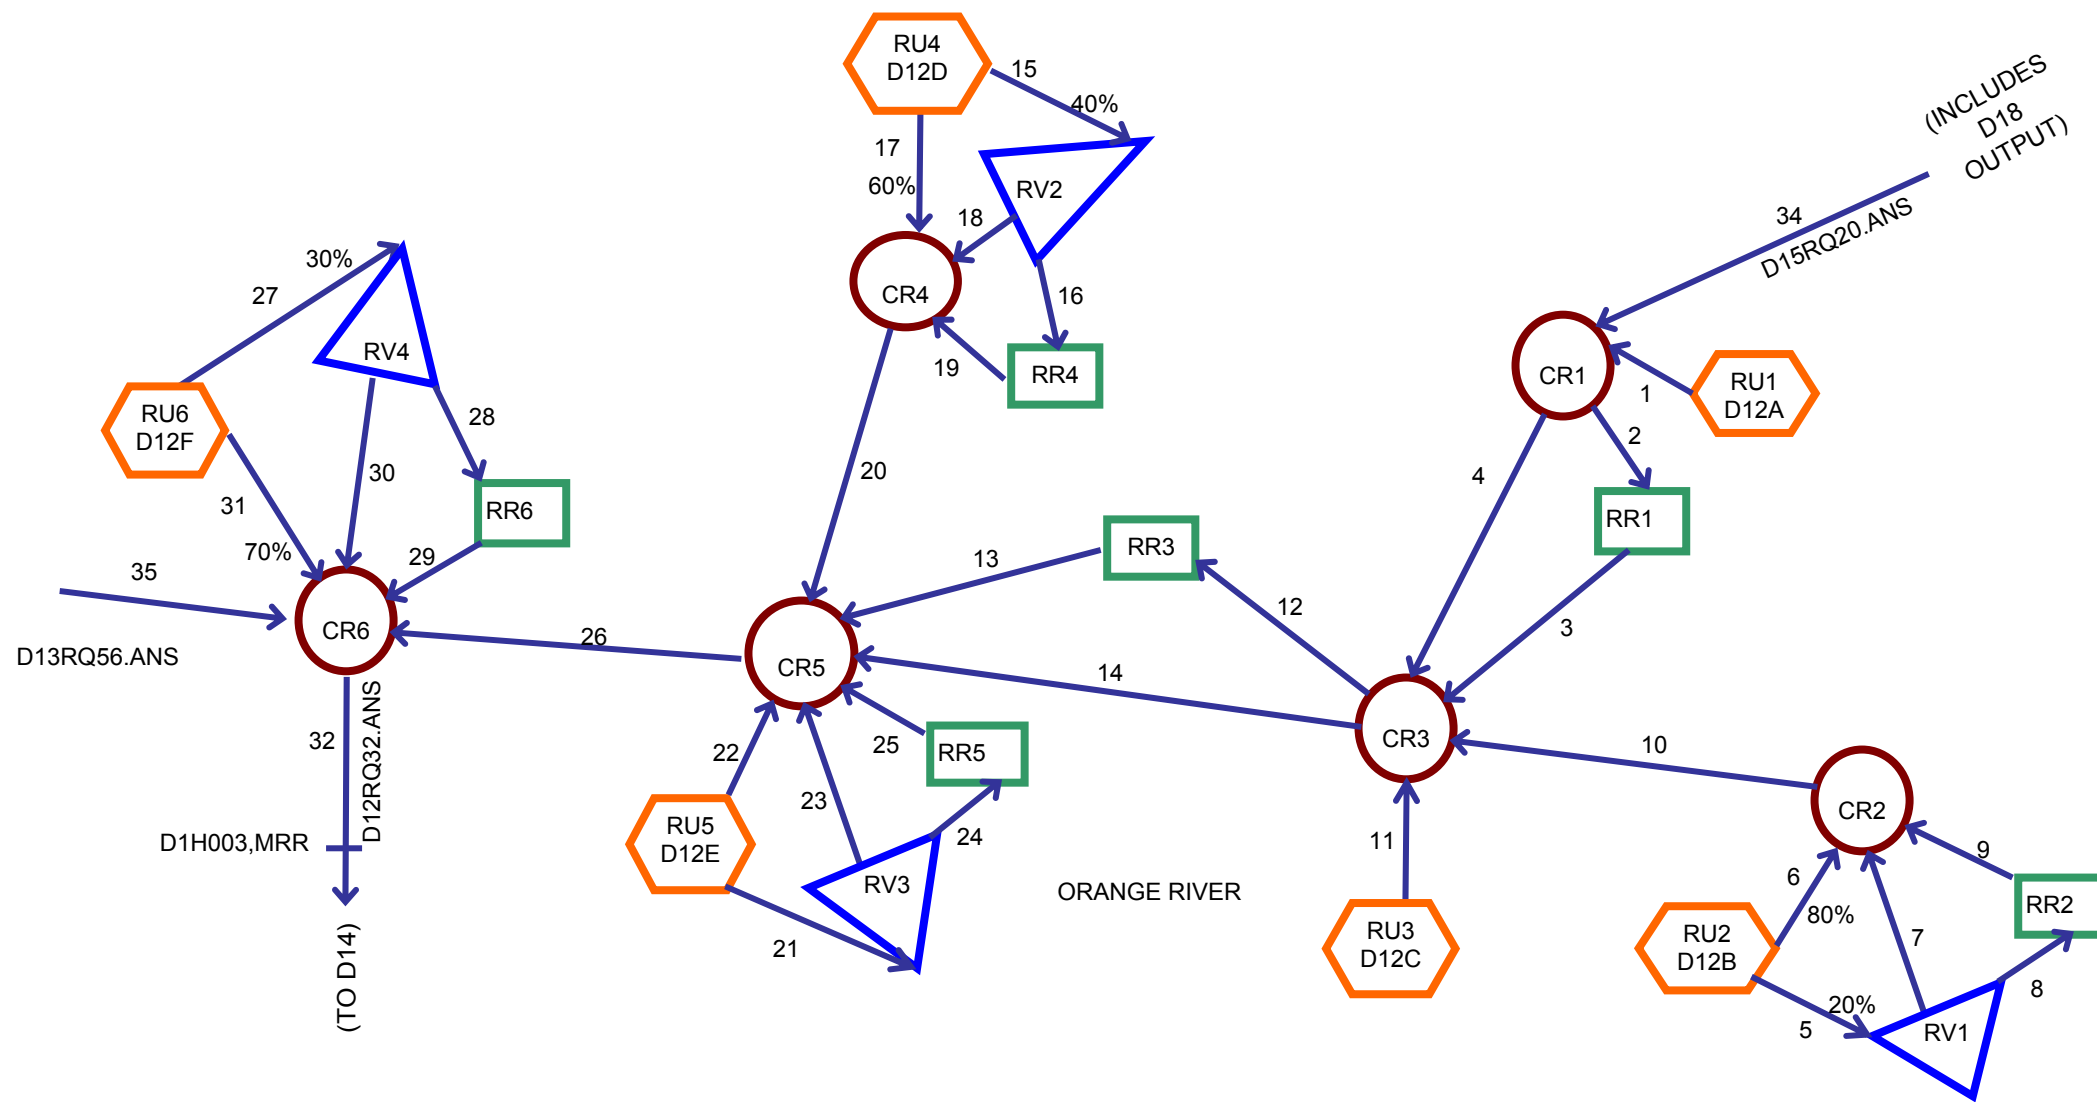 RU4
D12D
15
40%
17
60%
RV2
18
CR4
16
19
RR4
(INCLUDES
D18
OUTPUT)
34
D15RQ20.ANS
CR1
RU1
D12A
1
2
4
RR1
3
30%
27
RV4
RU6
D12F
28
30
31
RR6
70%
29
35
CR6
D13RQ56.ANS
20
13
RR3
12
26
CR5
14
CR3
10
32
D12RQ32.ANS
D1H003,MRR
(TO D14)
22
25
RR5
23
RU5
D12E
24
RV3
21
ORANGE RIVER
11
RU3
D12C
CR2
9
6
80%
RR2
RU2
D12B
7
8
20%
5
RV1